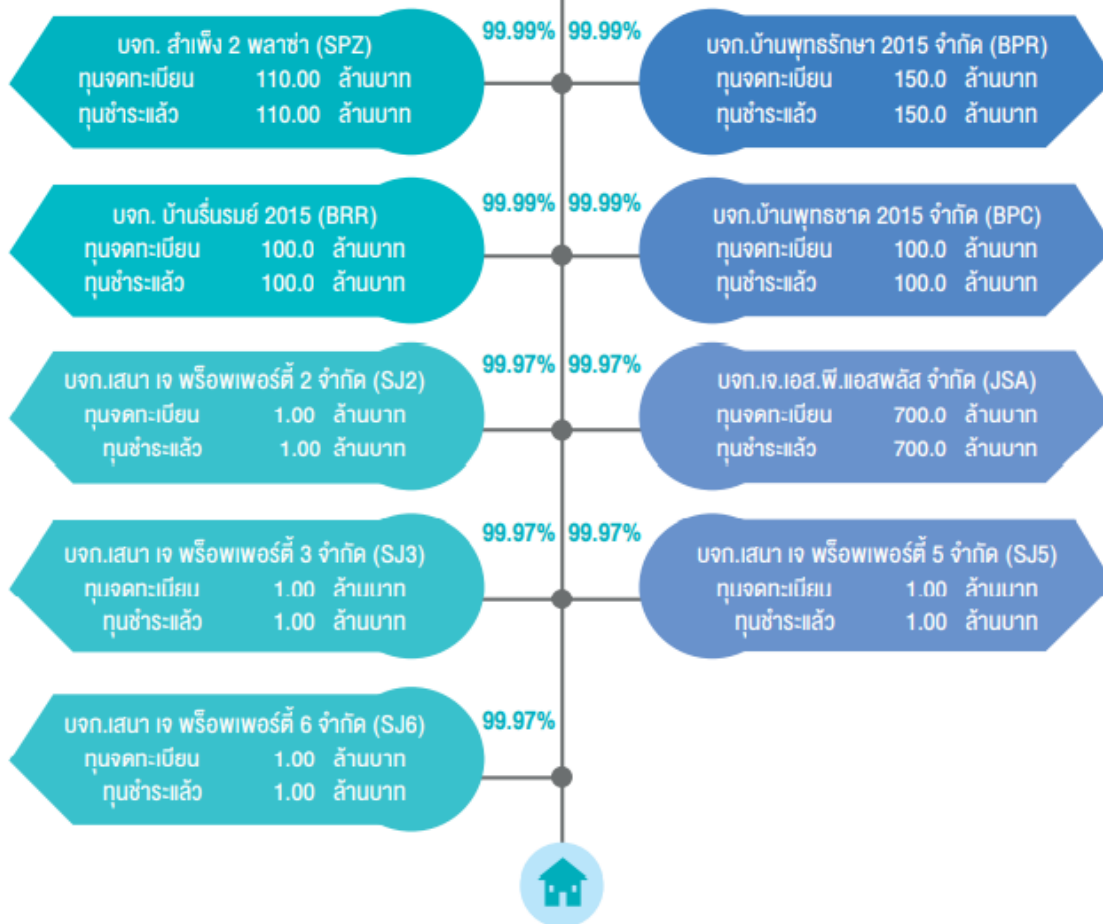 99.99% 99.99%
บจก. สำเพ็ง 2 พลาซ่า (SPZ)
ทุนจดทะเบียน 110.00 ล้านบาท
ทุนชำระแล้ว 110.00 ล้านบาท
บจก.บ้านพุทธรักษา 2015 จำกัด (BPR)
ทุนจดทะเบียน 150.0 ล้านบาท
ทุนชำระแล้ว 150.0 ล้านบาท
99.99% 99.99%
บจก. บ้านรื่นรมย์ 2015 (BRR)
ทุนจดทะเบียน 100.0 ล้านบาท
ทุนชำระแล้ว 100.0 ล้านบาท
บจก.บ้านพุทธชาด 2015 จำกัด (BPC)
ทุนจดทะเบียน 100.0 ล้านบาท
ทุนชำระแล้ว 100.0 ล้านบาท
99.97% 99.97%
บจก.เสนา เจ พร็อพเพอร์ตี้ 2 จำกัด (SJ2)
ทุนจดทะเบียน 1.00 ล้านบาท
ทุนชำระแล้ว 1.00 ล้านบาท
บจก.เจ.เอส.พี.แอสพลัส จำกัด (JSA)
ทุนจดทะเบียน 700.0 ล้านบาท
ทุนชำระแล้ว 700.0 ล้านบาท
99.97% 99.97%
บจก.เสนา เจ พร็อพเพอร์ตี้ 3 จำกัด (SJ3)
ทุนจดทะเบียน 1.00 ล้านบาท
ทุนชำระแล้ว 1.00 ล้านบาท
บจก.เสนา เจ พร็อพเพอร์ตี้ 5 จำกัด (SJ5)
ทุนจดทะเบียน 1.00 ล้านบาท
ทุนชำระแล้ว 1.00 ล้านบาท
99.97%
บจก.เสนา เจ พร็อพเพอร์ตี้ 6 จำกัด (SJ6)
ทุนจดทะเบียน 1.00 ล้านบาท
ทุนชำระแล้ว 1.00 ล้านบาท